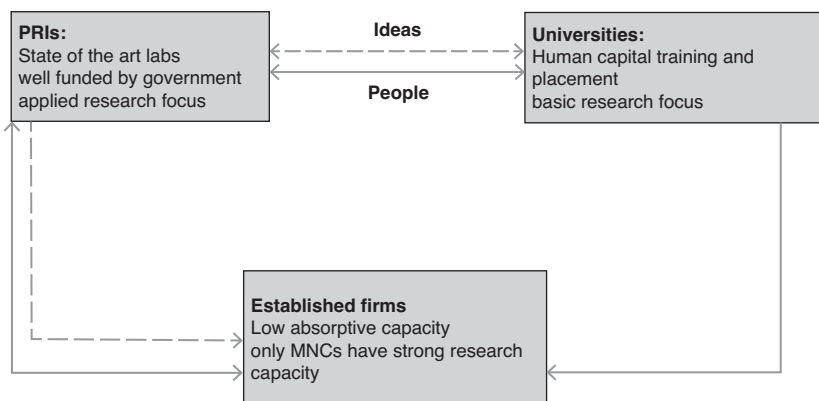 PRIs:
State of the art labs
well funded by government
applied research focus
Ideas
People
Universities:
Human capital training and
placement
basic research focus
Established firms
Low absorptive capacity
only MNCs have strong research
capacity